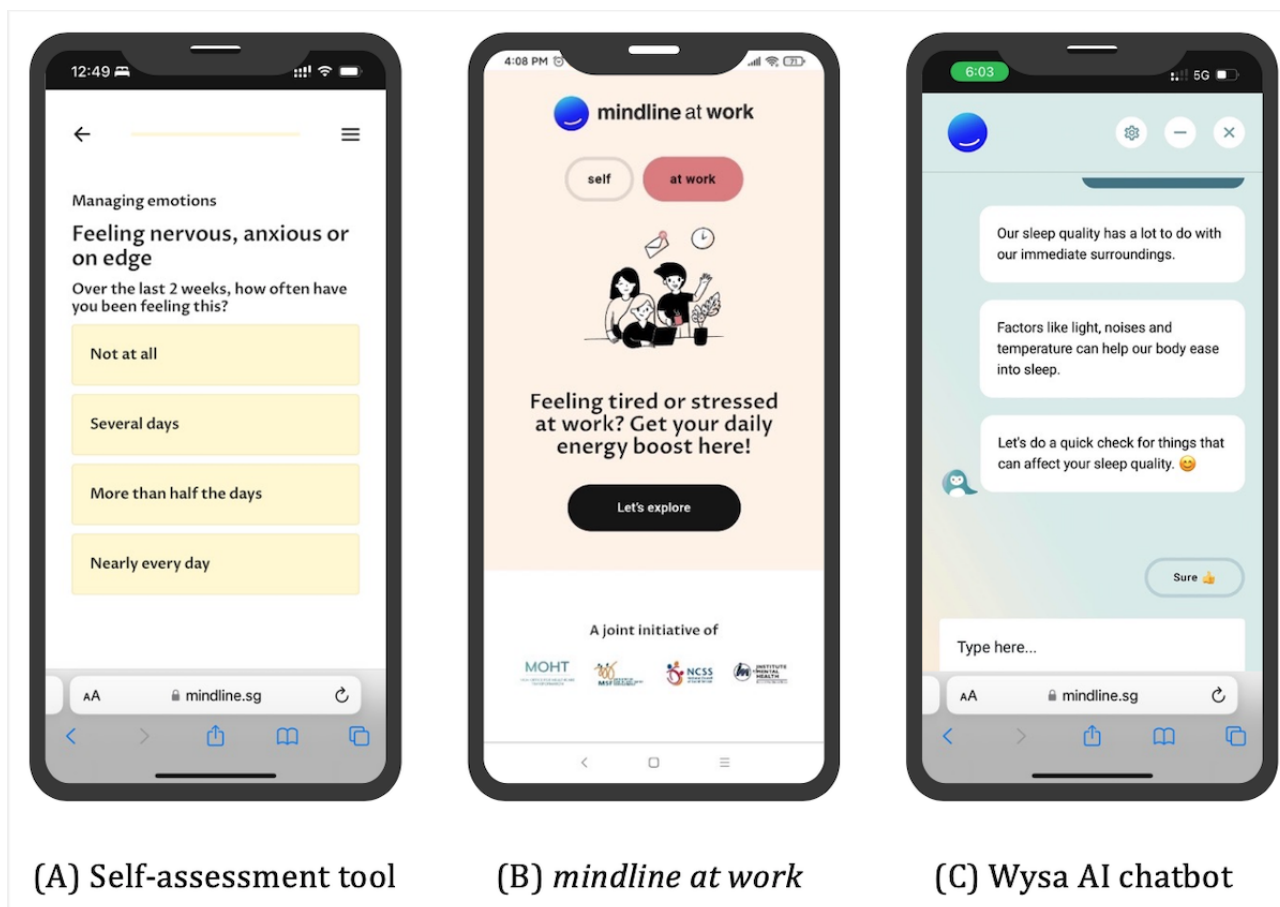 12:49
Managing emotions
Feeling nervous, anxious or
on edge
Over the last 2 weeks, how often have
you been feeling this?
Not at all
Several days
More than half the days
Nearly every day
AA mindline.sg
(A) Self-assessment tool
4:08 PM 71
mindline at work
self at work
Feeling tired or stressed
at work? Get your daily
energy boost here!
Let's explore
A joint initiative of
MOHT MSF NCSS INSTITUTE
MENTAL
HEALTH
(B) mindline at work
6:03 5G
Our sleep quality has a lot to do with
our immediate surroundings.
Factors like light, noises and
temperature can help our body ease
into sleep.
Let's do a quick check for things that
can affect your sleep quality. 😊
Sure 👍
Type here...
AA mindline.sg
(C) Wysa AI chatbot